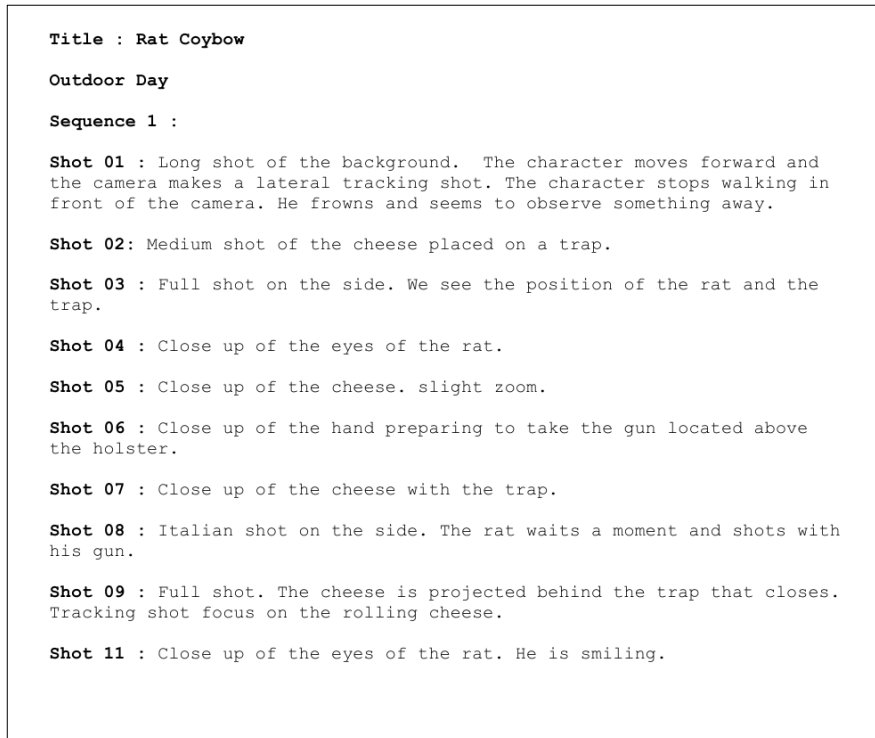 Title : Rat Coybow
Outdoor Day
Sequence 1 :
Shot 01 : Long shot of the background.  The character moves forward and
the camera makes a lateral tracking shot. The character stops walking in
front of the camera. He frowns and seems to observe something away.
Shot 02: Medium shot of the cheese placed on a trap.
Shot 03 : Full shot on the side. We see the position of the rat and the
trap.
Shot 04 : Close up of the eyes of the rat.
Shot 05 : Close up of the cheese. slight zoom.
Shot 06 : Close up of the hand preparing to take the gun located above
the holster.
Shot 07 : Close up of the cheese with the trap.
Shot 08 : Italian shot on the side. The rat waits a moment and shots with
his gun.
Shot 09 : Full shot. The cheese is projected behind the trap that closes.
Tracking shot focus on the rolling cheese.
Shot 11 : Close up of the eyes of the rat. He is smiling.